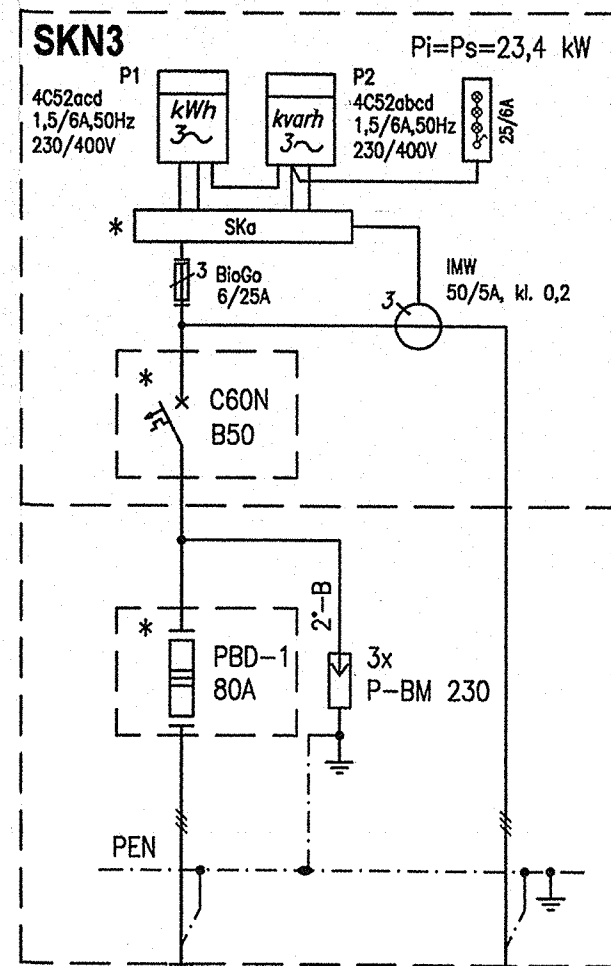 SKN3
Pi=Ps=23,4 kW
P1
4C52acd
1,5/6A,50Hz
230/400V
kWh
3~
kvarh
3~
P2
4C52abcd
1,5/6A,50Hz
230/400V
25/6A
* SKa
3 BioGo
6/25A
IMW
50/5A, kl. 0,2
3
*
C60N
B50
2°-B
*
PBD-1
80A
3x
P-BM 230
PEN